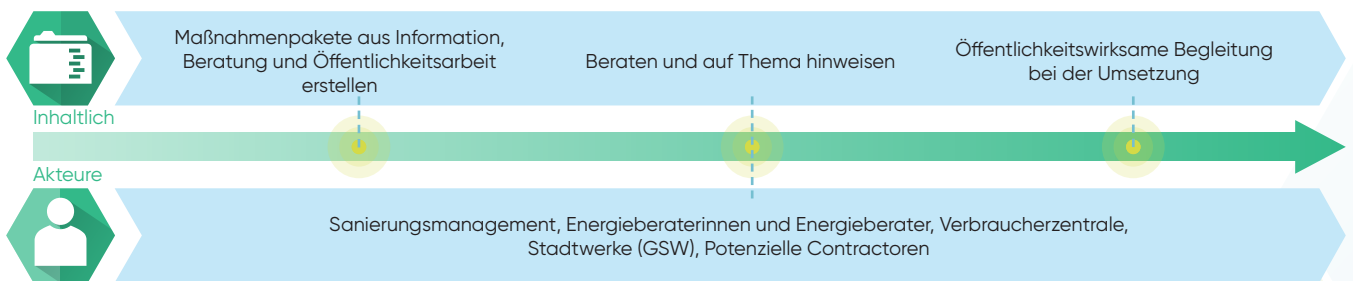 Maßnahmenpakete aus Information,
Beratung und Öffentlichkeitsarbeit
erstellen
Beraten und auf Thema hinweisen
Öffentlichkeitswirksame Begleitung
bei der Umsetzung
Inhaltlich
Akteure
Sanierungsmanagement, Energieberaterinnen und Energieberater, Verbraucherzentrale,
Stadtwerke (GSW), Potenzielle Contractoren